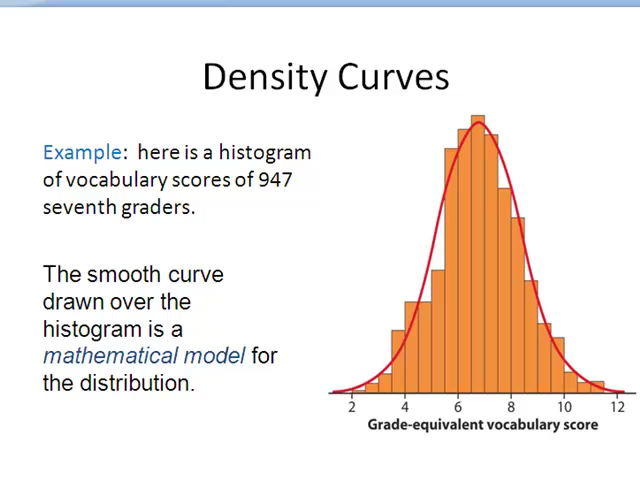 Density Curves
Example:  here is a histogram
of vocabulary scores of 947
seventh graders.
The smooth curve
drawn over the
histogram is a
mathematical model for
the distribution.
2 4 6 8 10 12
Grade-equivalent vocabulary score